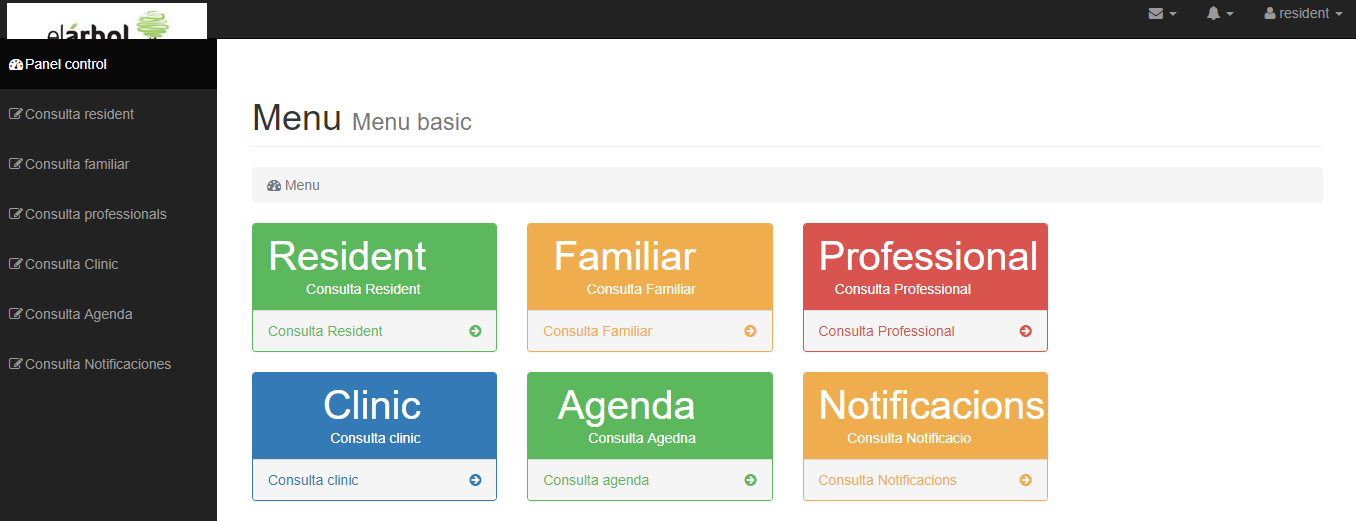 el árbol
resident
Panel control
Consulta resident
Consulta familiar
Consulta professionals
Consulta Clinic
Consulta Agenda
Consulta Notificaciones
Menu Menu basic
Menu
Resident
Consulta Resident
Consulta Resident
Familiar
Consulta Familiar
Consulta Familiar
Professional
Consulta Professional
Consulta Professional
Clinic
Consulta clinic
Consulta clinic
Agenda
Consulta Agedna
Consulta agenda
Notificacions
Consulta Notificacio
Consulta Notificacions